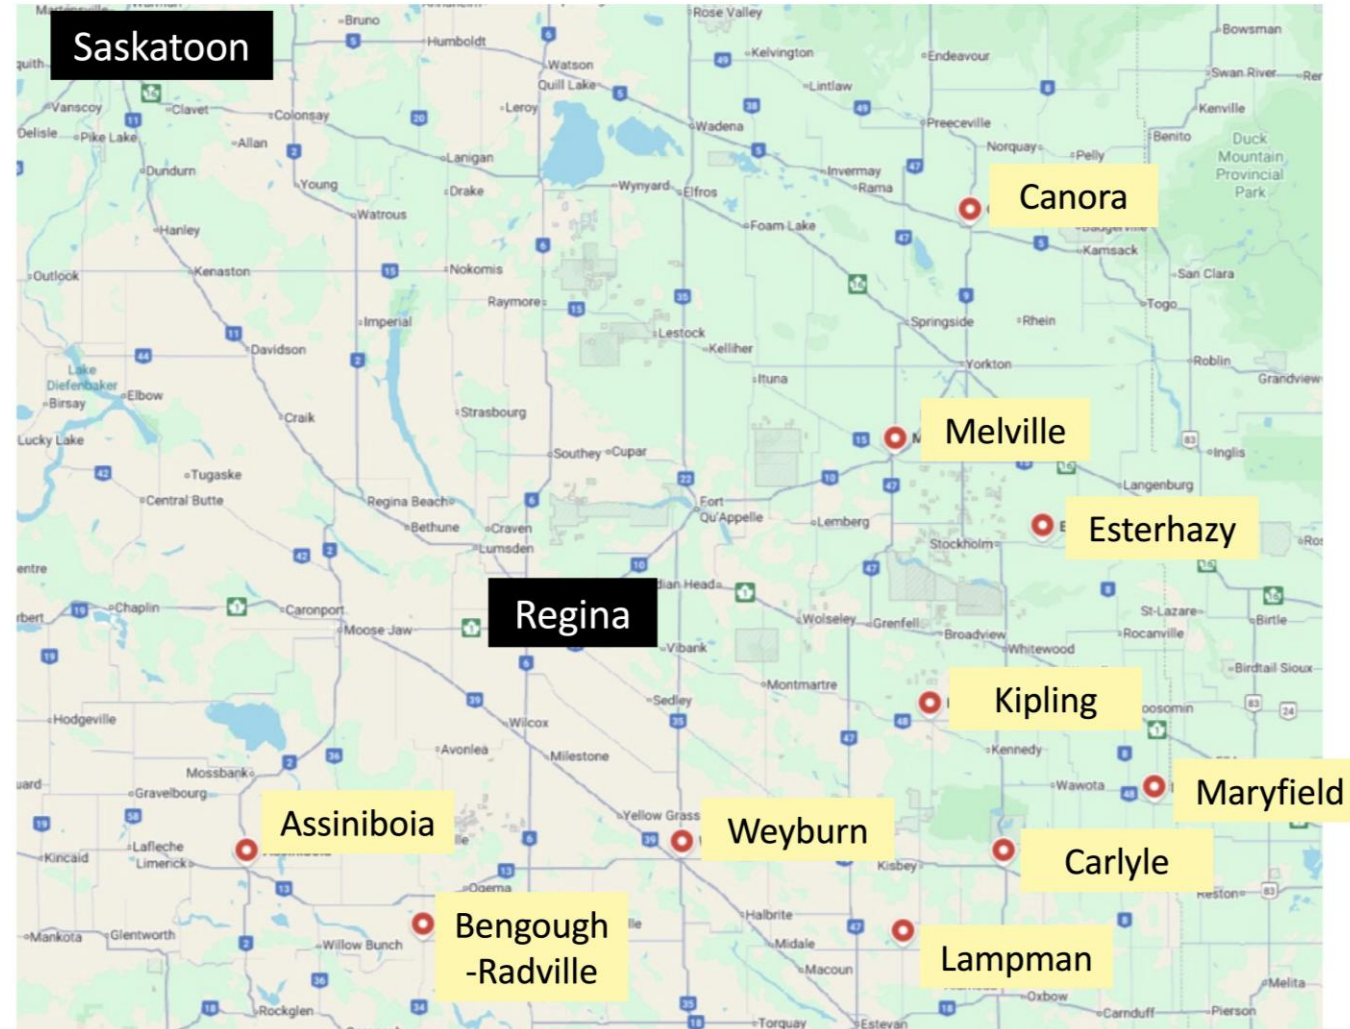 Saskatoon
Bruno
Humboldt
Watson
Quill Lake
Rose Valley
Kelvington
Endeavour
Lintlaw
Bowsman
Swan River
Kenville
Benito
Vanscoy
Clavet
Colonsay
Leroy
Wadena
Preeceville
Delisle
Pike Lake
Allan
Lanigan
Norquay
Pelly
Duck
Mountain
Provincial
Park
Dundurn
Young
Drake
Wynyard
Elfros
Invermay
Rama
Canora
Watrous
Foam Lake
Hanley
Kamsack
Outlook
Kenaston
Nokomis
San Clara
Raymore
Togo
Imperial
Lestock
Springside
Rhein
Davidson
Kelliher
Yorkton
Roblin
Grandview
Lake
Diefenbaker
Elbow
Birsay
Ituna
Craik
Strasbourg
Melville
Lucky Lake
Southey
Cupar
Inglis
Tugaske
Langenburg
Central Butte
Regina Beach
Fort
Qu'Appelle
Bethune
Craven
Lemberg
Esterhazy
Lumsden
Stockholm
Regina
Chaplin
Caronport
Wolseley
Grenfell
St-Lazare
Birtle
Moose Jaw
Broadview
Rocanville
Vibank
Whitewood
Birdtail Sioux
Montmartre
Kipling
Sedley
Hodgeville
Wilcox
Avonlea
Milestone
Kennedy
Mossbank
Gravelbourg
Wawota
Maryfield
Assiniboia
Yellow Grass
Weyburn
Lafleche
Limerick
Kincaid
Kisbey
Carlyle
Ogema
Reston
Bengough
-Radville
Halbrite
Mankota
Glentworth
Willow Bunch
Midale
Lampman
Macoun
Melita
Rockglen
Oxbow
Carnduff
Pierson
Torquay
Estevan